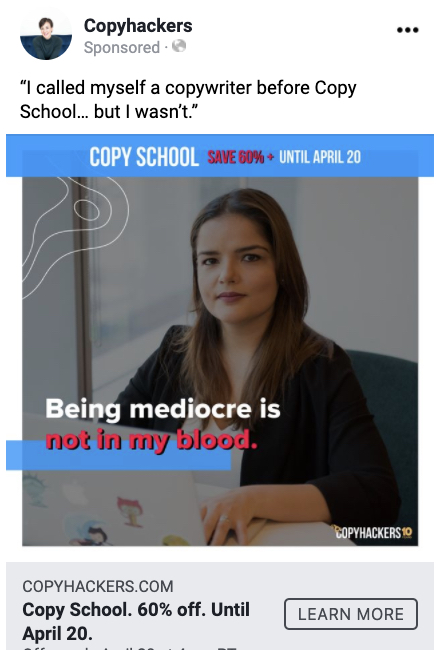 Copyhackers
Sponsored ·
“I called myself a copywriter before Copy
School… but I wasn’t.”
COPY SCHOOL SAVE 60% + UNTIL APRIL 20
Being mediocre is
not in my blood.
COPYHACKERS10
COPYHACKERS.COM
Copy School. 60% off. Until
April 20.
LEARN MORE